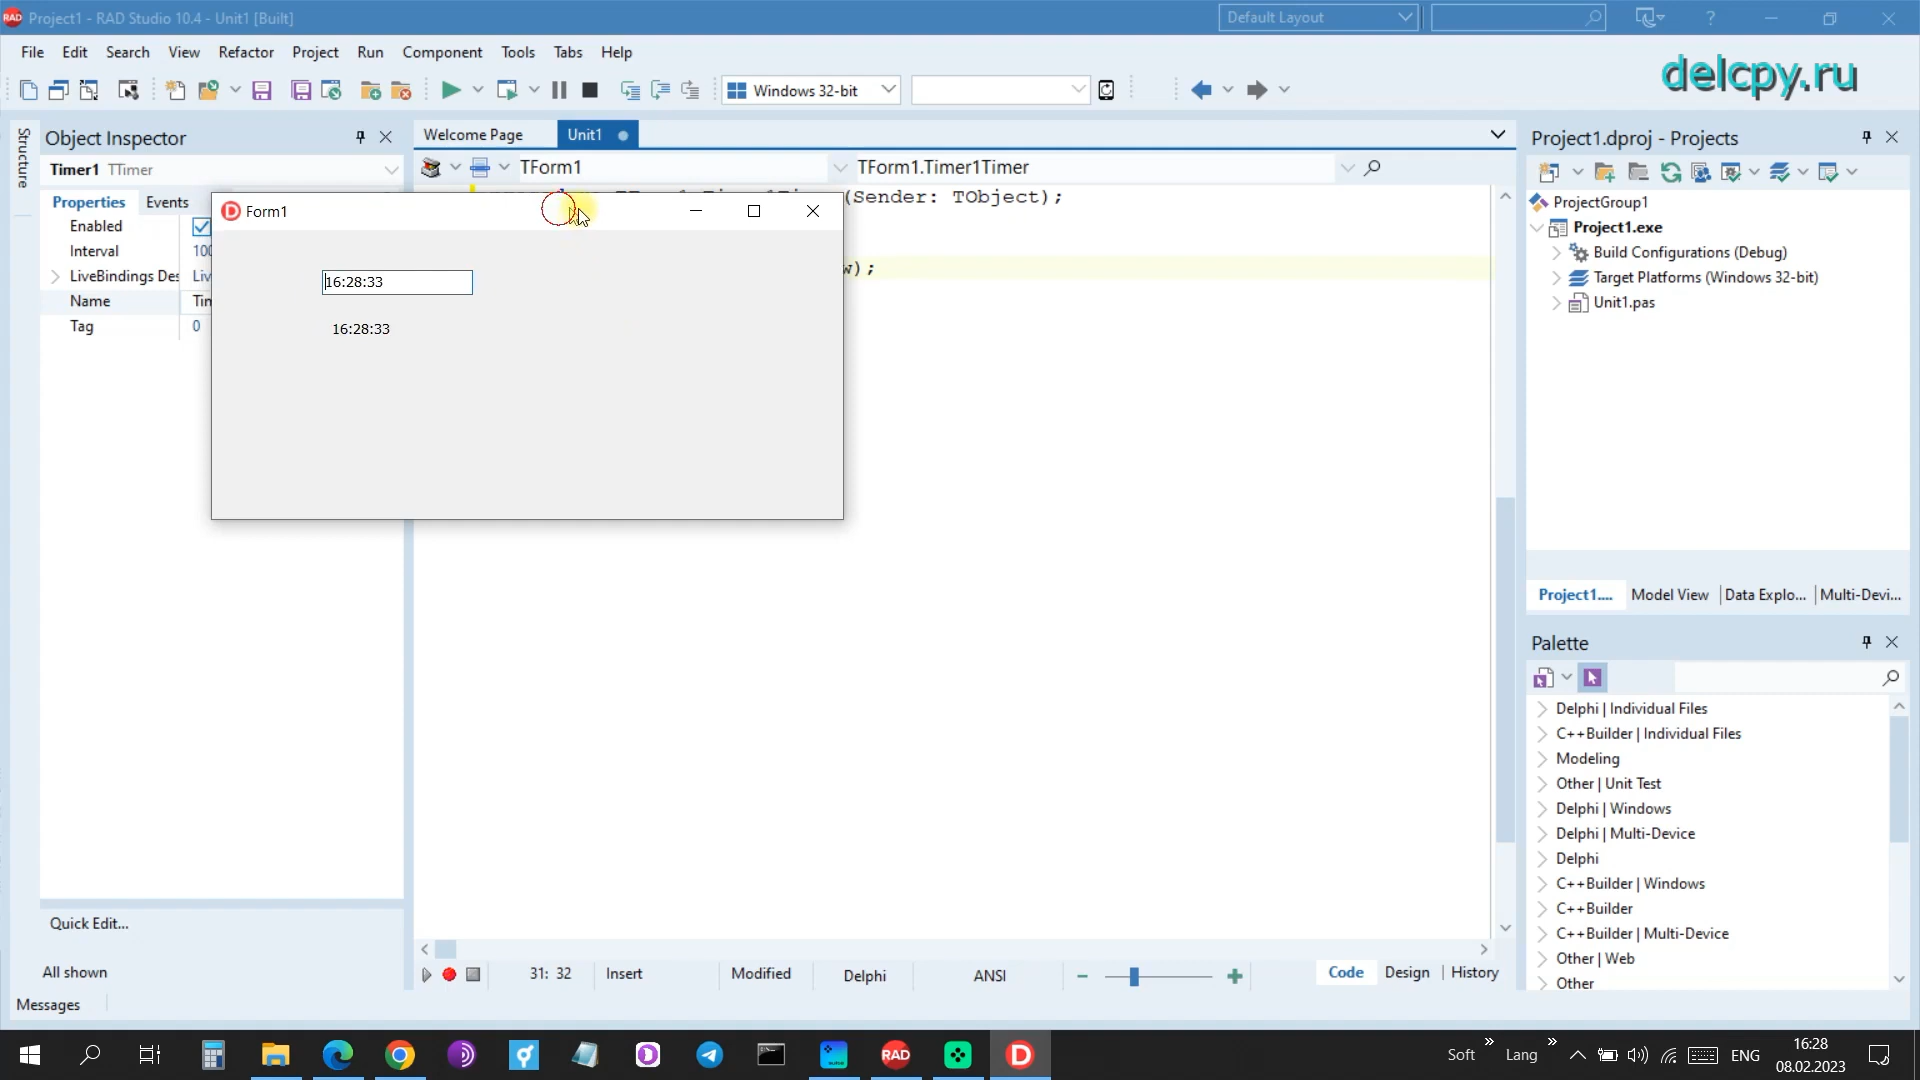 Project1 - RAD Studio 10.4 - Unit1 [Built]
Default Layout
?
File Edit Search View Refactor Project Run Component Tools Tabs Help
Windows 32-bit
delcpy.ru
Structure
Object Inspector
Timer1 TTimer
Properties Events
Enabled
Interval 100
LiveBindings Des Liv
Name Tim
Tag 0
Quick Edit...
All shown
Messages
Welcome Page Unit1
TForm1 TForm1.Timer1Timer
(Sender: TObject);
w);
Form1
16:28:33
16:28:33
31: 32 Insert Modified Delphi ANSI
Code Design History
Project1.dproj - Projects
ProjectGroup1
Project1.exe
Build Configurations (Debug)
Target Platforms (Windows 32-bit)
Unit1.pas
Project1.... Model View Data Explo... Multi-Devi...
Palette
Delphi | Individual Files
C++Builder | Individual Files
Modeling
Other | Unit Test
Delphi | Windows
Delphi | Multi-Device
Delphi
C++Builder | Windows
C++Builder
C++Builder | Multi-Device
Other | Web
Other
RAD
Soft Lang ENG
16:28
08.02.2023